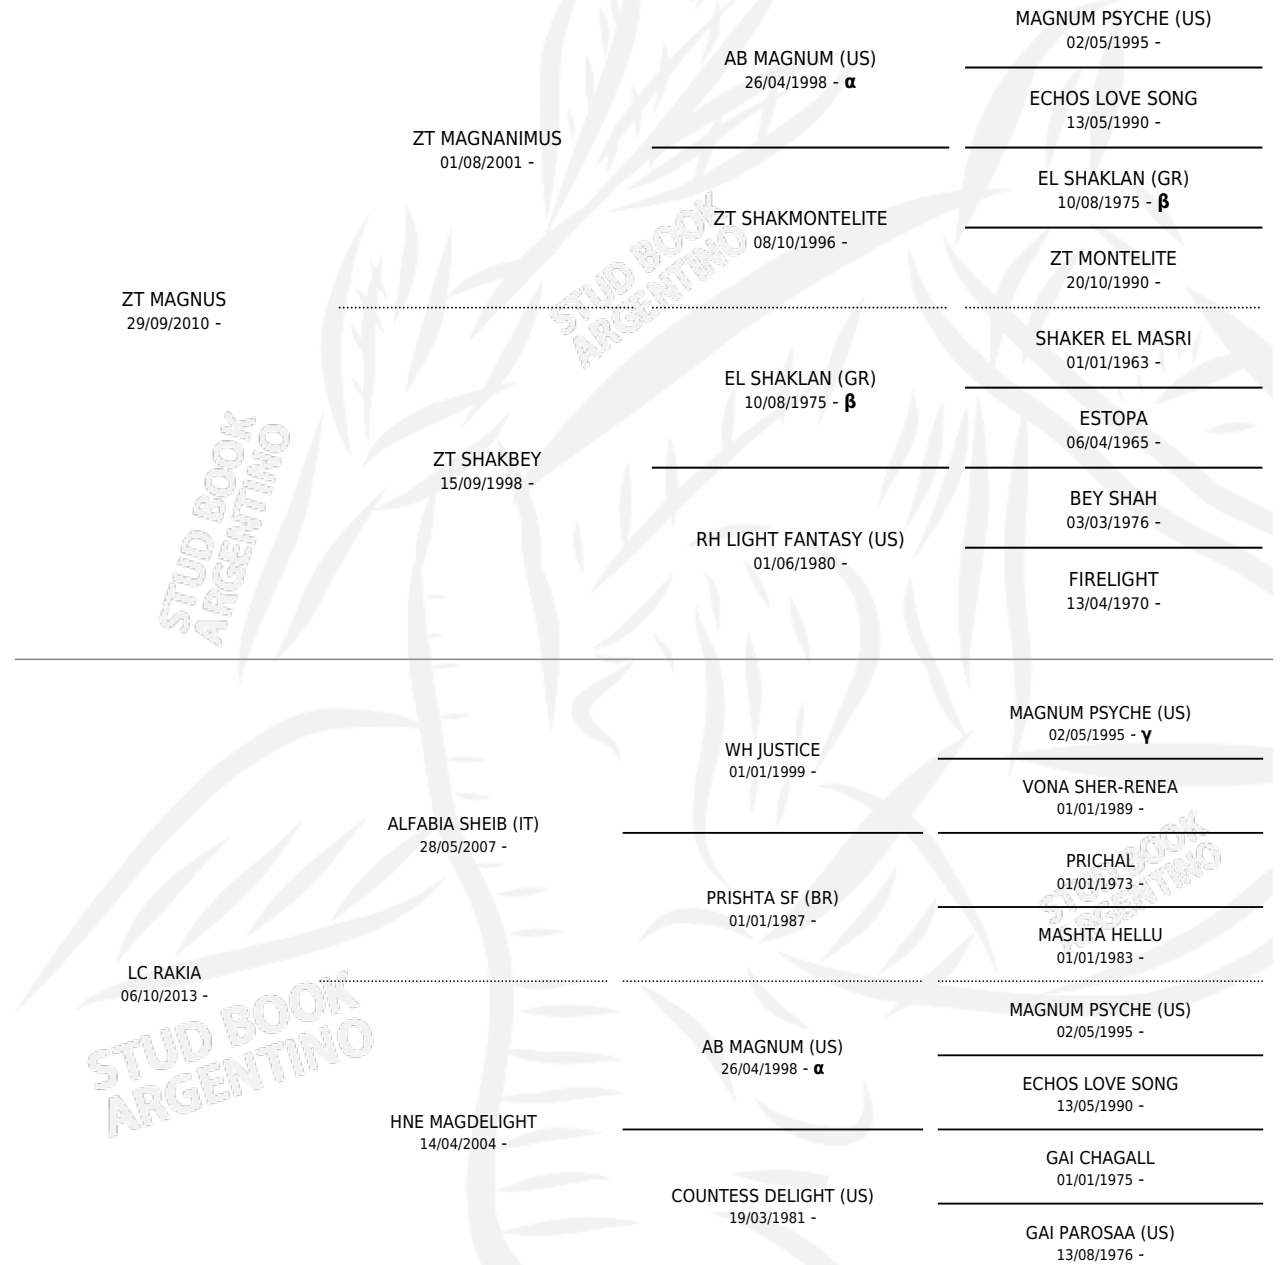 MAGNUM PSYCHE (US)
02/05/1995 -
AB MAGNUM (US)
26/04/1998 - α
ECHOS LOVE SONG
13/05/1990 -
ZT MAGNANIMUS
01/08/2001 -
EL SHAKLAN (GR)
10/08/1975 - β
ZT SHAKMONTELITE
08/10/1996 -
ZT MONTELITE
20/10/1990 -
ZT MAGNUS
29/09/2010 -
SHAKER EL MASRI
01/01/1963 -
EL SHAKLAN (GR)
10/08/1975 - β
ESTOPA
06/04/1965 -
ZT SHAKBEY
15/09/1998 -
BEY SHAH
03/03/1976 -
RH LIGHT FANTASY (US)
01/06/1980 -
FIRELIGHT
13/04/1970 -
STUD BOOK
ARGENTINO
STUD BOOK
ARGENTINO
MAGNUM PSYCHE (US)
02/05/1995 - γ
WH JUSTICE
01/01/1999 -
VONA SHER-RENEA
01/01/1989 -
ALFABIA SHEIB (IT)
28/05/2007 -
PRICHAL
01/01/1973 -
PRISHTA SF (BR)
01/01/1987 -
MASHTA HELLU
01/01/1983 -
LC RAKIA
06/10/2013 -
MAGNUM PSYCHE (US)
02/05/1995 -
AB MAGNUM (US)
26/04/1998 - α
ECHOS LOVE SONG
13/05/1990 -
HNE MAGDELIGHT
14/04/2004 -
GAI CHAGALL
01/01/1975 -
COUNTESS DELIGHT (US)
19/03/1981 -
GAI PAROSAA (US)
13/08/1976 -
STUD BOOK
ARGENTINO
STUD BOOK
ARGENTINO